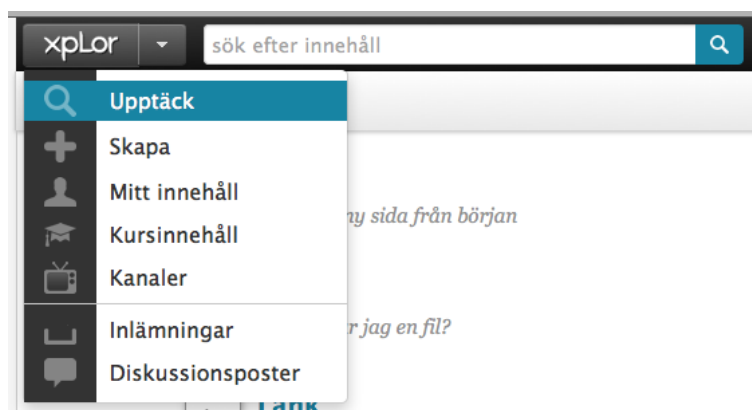 xpLor
sök efter innehåll
Upptäck
Skapa
Mitt innehåll
ny sida från början
Kursinnehåll
Kanaler
Inlämningar
r jag en fil?
Diskussionsposter
Länk